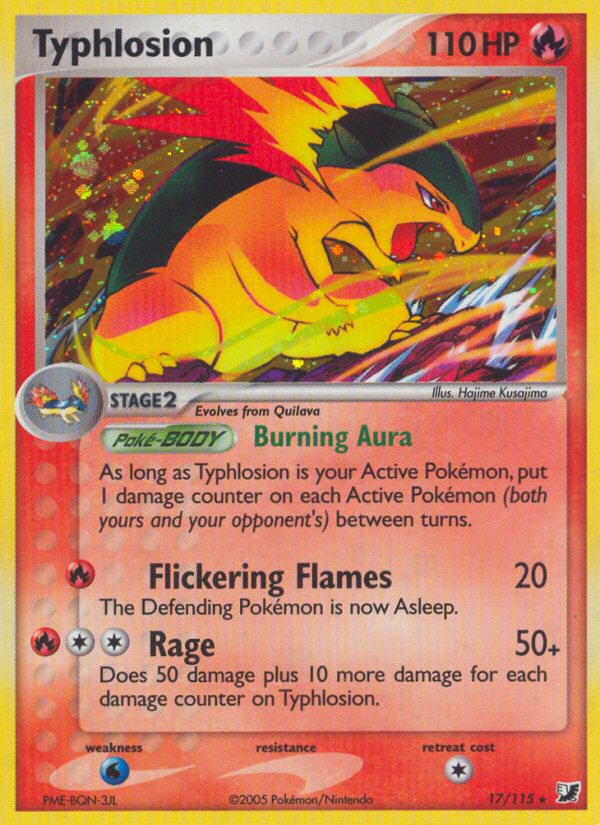 Typhlosion 110 HP
Illus. Hajime Kusajima
STAGE2
Evolves from Quilava
Poké-BODY Burning Aura
As long as Typhlosion is your Active Pokémon, put
1 damage counter on each Active Pokémon (both
yours and your opponent's) between turns.
Flickering Flames 20
The Defending Pokémon is now Asleep.
Rage 50+
Does 50 damage plus 10 more damage for each
damage counter on Typhlosion.
weakness resistance retreat cost
PME-BQN-3JL ©2005 Pokémon/Nintendo 17/115 ★